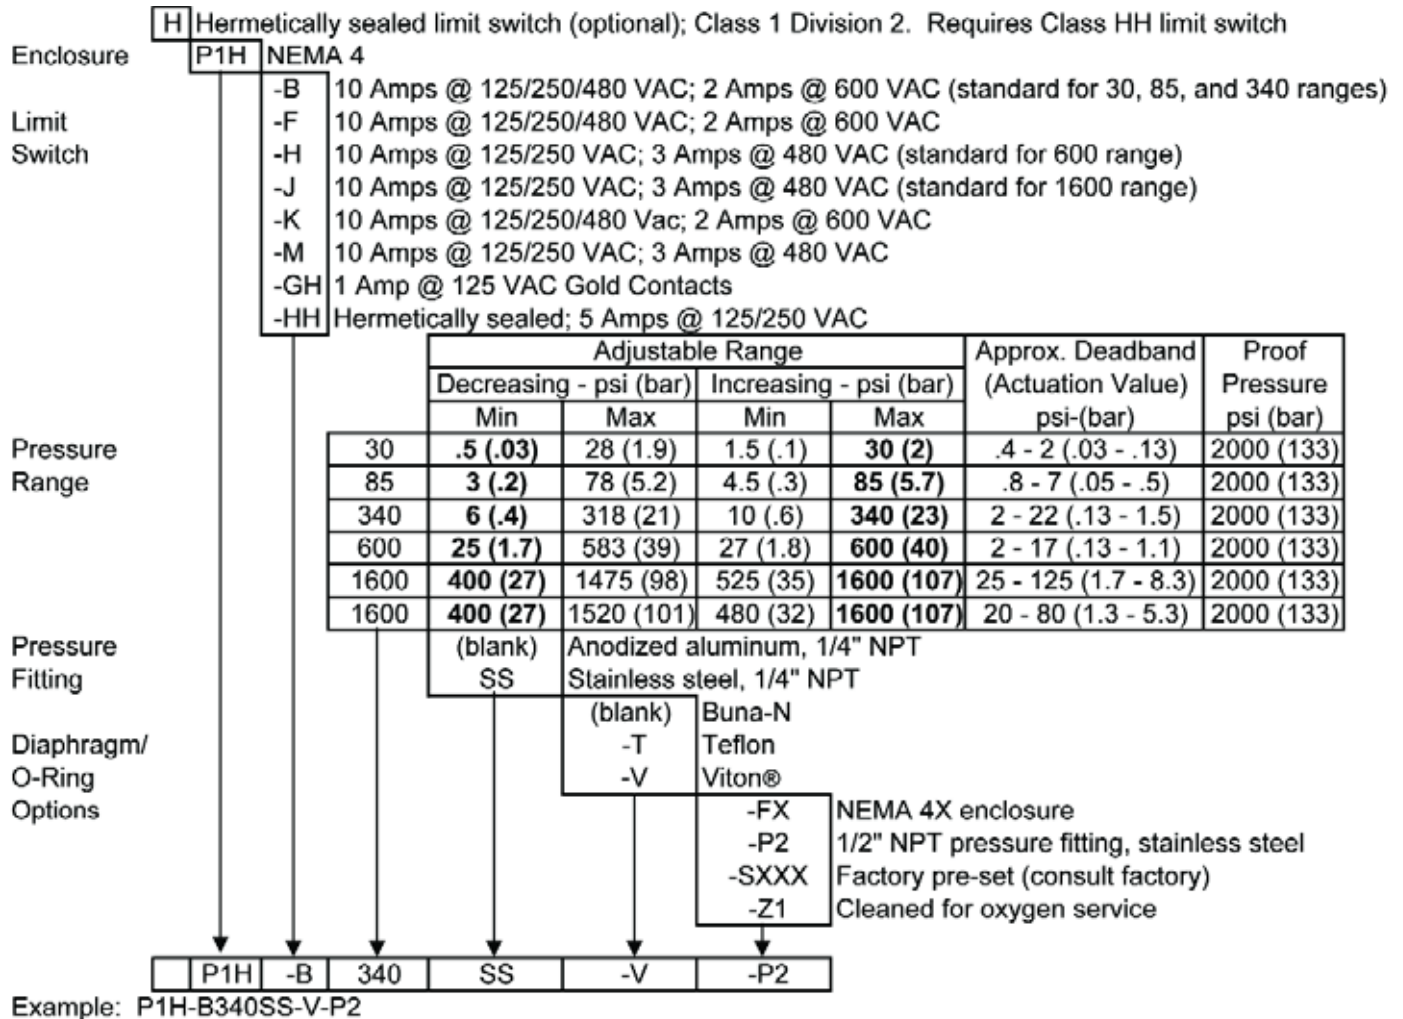 H Hermetically sealed limit switch (optional); Class 1 Division 2. Requires Class HH limit switch
Enclosure P1H NEMA 4
-B 10 Amps @ 125/250/480 VAC; 2 Amps @ 600 VAC (standard for 30, 85, and 340 ranges)
Limit -F 10 Amps @ 125/250/480 VAC; 2 Amps @ 600 VAC
Switch -H 10 Amps @ 125/250 VAC; 3 Amps @ 480 VAC (standard for 600 range)
-J 10 Amps @ 125/250 VAC; 3 Amps @ 480 VAC (standard for 1600 range)
-K 10 Amps @ 125/250/480 Vac; 2 Amps @ 600 VAC
-M 10 Amps @ 125/250 VAC; 3 Amps @ 480 VAC
-GH 1 Amp @ 125 VAC Gold Contacts
-HH Hermetically sealed; 5 Amps @ 125/250 VAC
Adjustable Range Approx. Deadband Proof
Decreasing - psi (bar) Increasing - psi (bar) (Actuation Value) Pressure
Min Max Min Max psi-(bar) psi (bar)
Pressure 30 .5 (.03) 28 (1.9) 1.5 (.1) 30 (2) .4 - 2 (.03 - .13) 2000 (133)
Range 85 3 (.2) 78 (5.2) 4.5 (.3) 85 (5.7) .8 - 7 (.05 - .5) 2000 (133)
340 6 (.4) 318 (21) 10 (.6) 340 (23) 2 - 22 (.13 - 1.5) 2000 (133)
600 25 (1.7) 583 (39) 27 (1.8) 600 (40) 2 - 17 (.13 - 1.1) 2000 (133)
1600 400 (27) 1475 (98) 525 (35) 1600 (107) 25 - 125 (1.7 - 8.3) 2000 (133)
1600 400 (27) 1520 (101) 480 (32) 1600 (107) 20 - 80 (1.3 - 5.3) 2000 (133)
Pressure (blank) Anodized aluminum, 1/4" NPT
Fitting SS Stainless steel, 1/4" NPT
(blank) Buna-N
Diaphragm/ -T Teflon
O-Ring -V Viton®
Options -FX NEMA 4X enclosure
-P2 1/2" NPT pressure fitting, stainless steel
-SXXX Factory pre-set (consult factory)
-Z1 Cleaned for oxygen service
P1H -B 340 SS -V -P2
Example: P1H-B340SS-V-P2